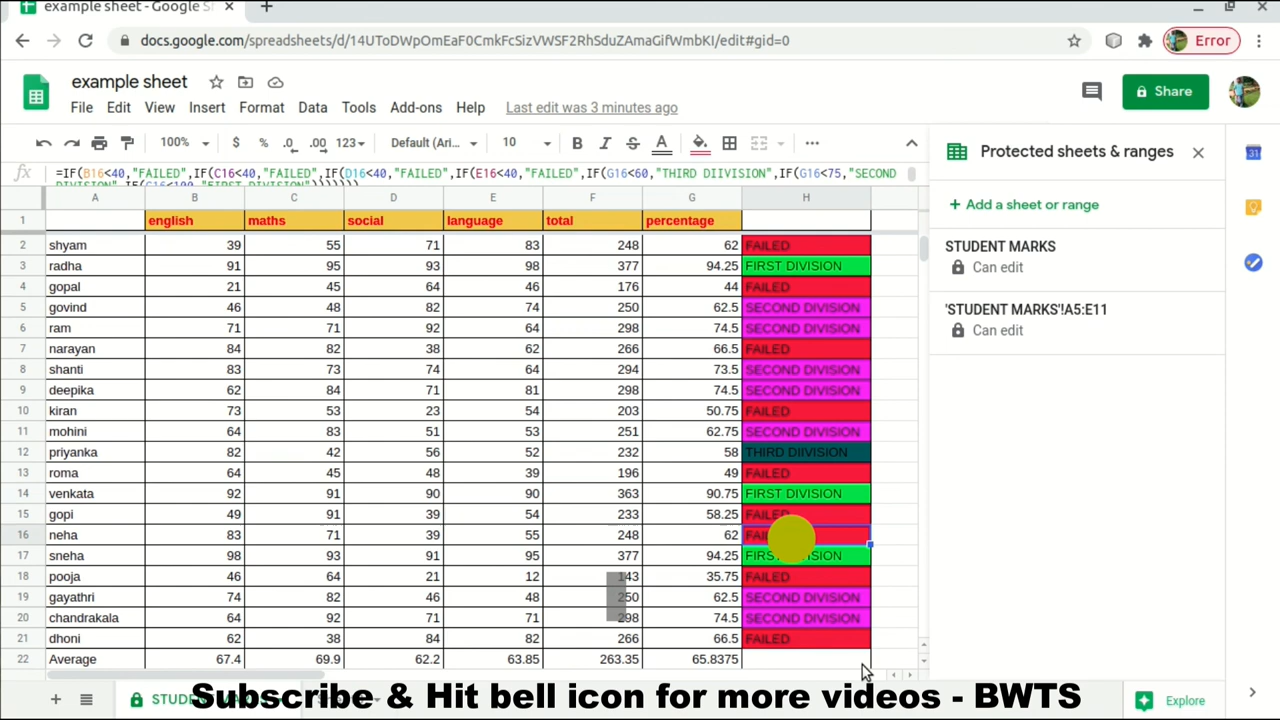 example sheet - Google S
docs.google.com/spreadsheets/d/14UToDWpOmEaF0CmkFcSizVWSF2RhSduZAmaGifWmbKI/edit#gid=0
Error
example sheet
File Edit View Insert Format Data Tools Add-ons Help Last edit was 3 minutes ago
Share
100% $ % .0 .00 123 Default (Ari... 10 B I S A
=IF(B16<40,"FAILED",IF(C16<40,"FAILED",IF(D16<40,"FAILED",IF(E16<40,"FAILED",IF(G16<60,"THIRD DIIVISION",IF(G16<75,"SECOND
DIVISION",IF(G16<100,"FIRST DIVISION")))))))
A B C D E F G H
1 english maths social language total percentage
2 shyam 39 55 71 83 248 62 FAILED
3 radha 91 95 93 98 377 94.25 FIRST DIVISION
4 gopal 21 45 64 46 176 44 FAILED
5 govind 46 48 82 74 250 62.5 SECOND DIVISION
6 ram 71 71 92 64 298 74.5 SECOND DIVISION
7 narayan 84 82 38 62 266 66.5 FAILED
8 shanti 83 73 74 64 294 73.5 SECOND DIVISION
9 deepika 62 84 71 81 298 74.5 SECOND DIVISION
10 kiran 73 53 23 54 203 50.75 FAILED
11 mohini 64 83 51 53 251 62.75 SECOND DIVISION
12 priyanka 82 42 56 52 232 58 THIRD DIIVISION
13 roma 64 45 48 39 196 49 FAILED
14 venkata 92 91 90 90 363 90.75 FIRST DIVISION
15 gopi 49 91 39 54 233 58.25 FAILED
16 neha 83 71 39 55 248 62
17 sneha 98 93 91 95 377 94.25 FIRST DIVISION
18 pooja 46 64 21 12 143 35.75 FAILED
19 gayathri 74 82 46 48 250 62.5 SECOND DIVISION
20 chandrakala 64 92 71 71 298 74.5 SECOND DIVISION
21 dhoni 62 38 84 82 266 66.5 FAILED
22 Average 67.4 69.9 62.2 63.85 263.35 65.8375
Protected sheets & ranges
+ Add a sheet or range
STUDENT MARKS
Can edit
'STUDENT MARKS'!A5:E11
Can edit
Subscribe & Hit bell icon for more videos - BWTS
Explore